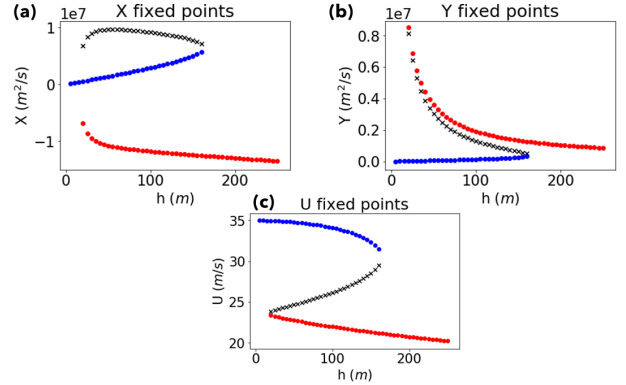 (a) X fixed points
1e7
1
0
−1
X (m²/s)
0 100 200
h (m)
(b) Y fixed points
1e7
0.8
0.6
0.4
0.2
0.0
Y (m²/s)
0 100 200
h (m)
(c) U fixed points
35
30
25
20
U (m/s)
0 100 200
h (m)